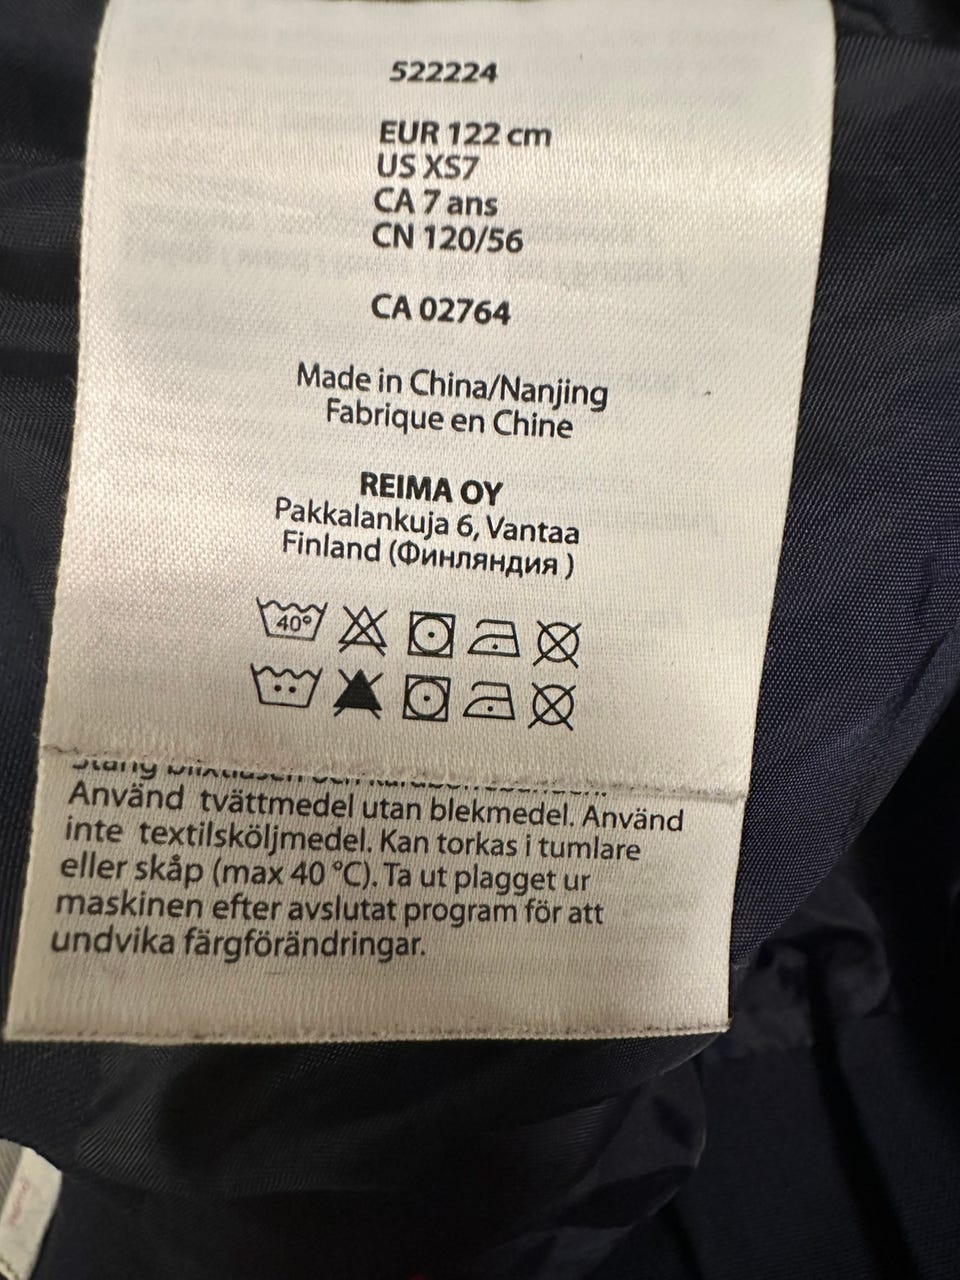 522224
EUR 122 cm
US XS7
CA 7 ans
CN 120/56
CA 02764
Made in China/Nanjing
Fabrique en Chine
REIMA OY
Pakkalankuja 6, Vantaa
Finland (Финляндия )
40°
Använd tvättmedel utan blekmedel. Använd
inte textilsköljmedel. Kan torkas i tumlare
eller skåp (max 40 °C). Ta ut plagget ur
maskinen efter avslutat program för att
undvika färgförändringar.